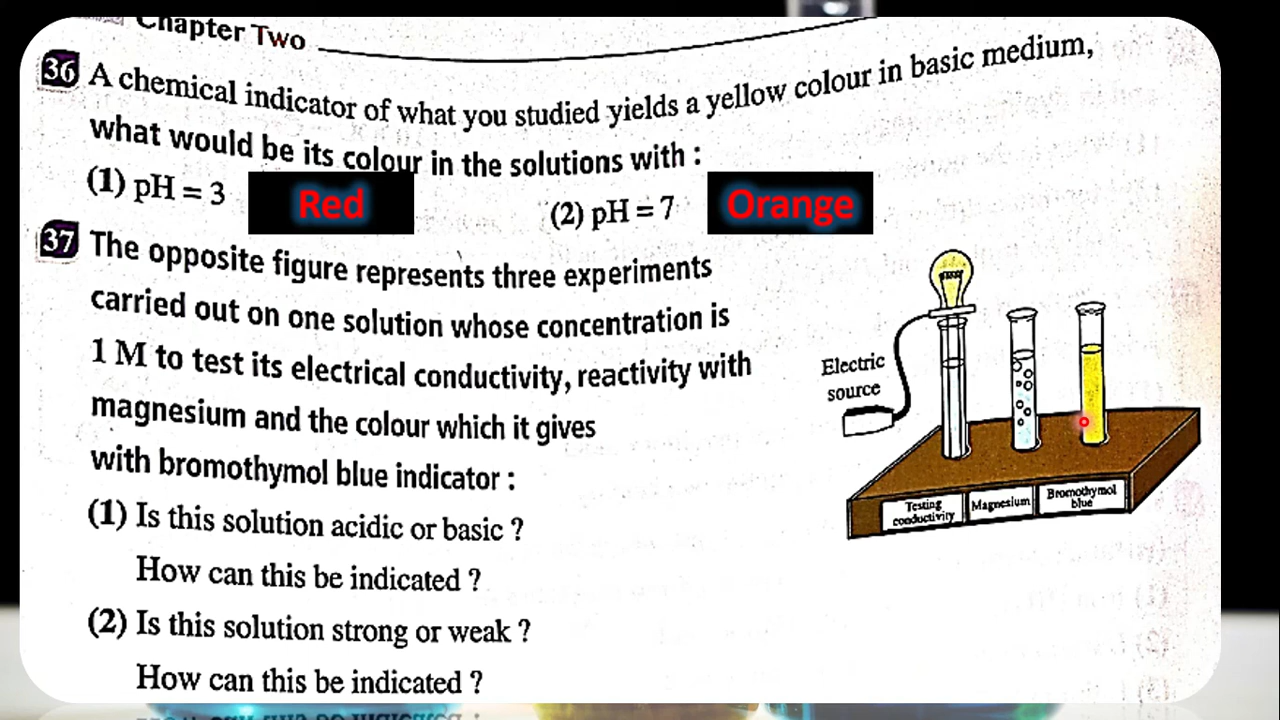 Chapter Two
36 A chemical indicator of what you studied yields a yellow colour in basic medium,
what would be its colour in the solutions with :
(1) pH = 3 Red (2) pH = 7 Orange
37 The opposite figure represents three experiments
carried out on one solution whose concentration is
1 M to test its electrical conductivity, reactivity with
magnesium and the colour which it gives
with bromothymol blue indicator :
(1) Is this solution acidic or basic ?
How can this be indicated ?
(2) Is this solution strong or weak ?
How can this be indicated ?
Electric
source
Testing
conductivity
Magnesium
Bromothymol
blue